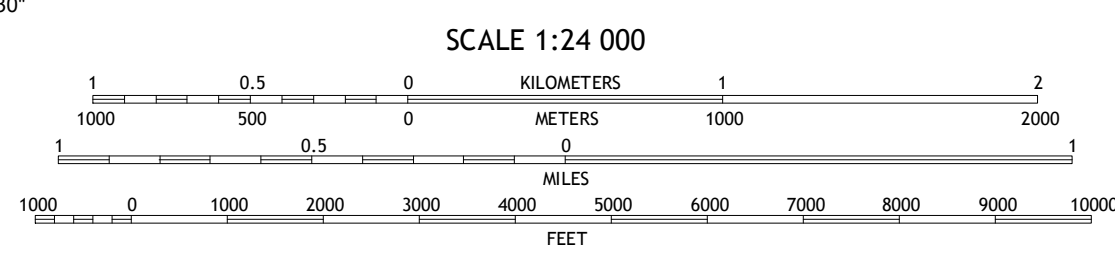 30"
SCALE 1:24 000
1 0.5 0 KILOMETERS 1 2
1000 500 0 METERS 1000 2000
1 0.5 0 1
MILES
1000 0 1000 2000 3000 4000 5000 6000 7000 8000 9000 10000
FEET